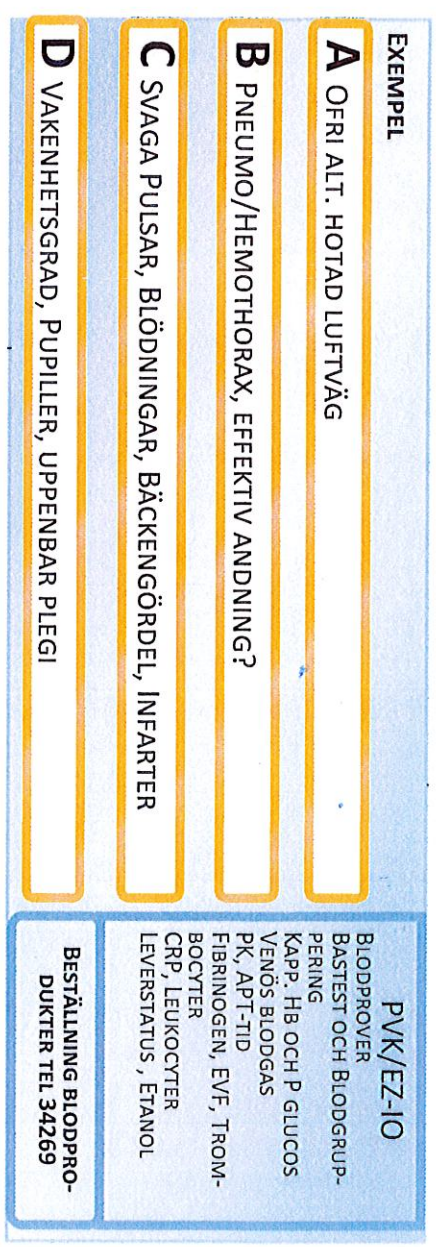 EXEMPEL
A OFRI ALT. HOTAD LUFTVÄG
B PNEUMO/HEMOTHORAX, EFFEKTIV ANDNING?
C SVAGA PULSAR, BLÖDNINGAR, BÄCKENGÖRDEL, INFARTER
D VAKENHETSGRAD, PUPILLER, UPPENBAR PLEGI
PVK/EZ-IO
BLODPROVER
BASTEST OCH BLODGRUP-
PERING
KAPP. HB OCH P GLUCOS
VENÖS BLODGAS
PK, APT-TID
FIBRINOGEN, EVF, TROM-
BOCYTER
CRP, LEUKOCYTER
LEVERSTATUS , ETANOL
BESTÄLLNING BLODPRO-
DUKTER TEL 34269